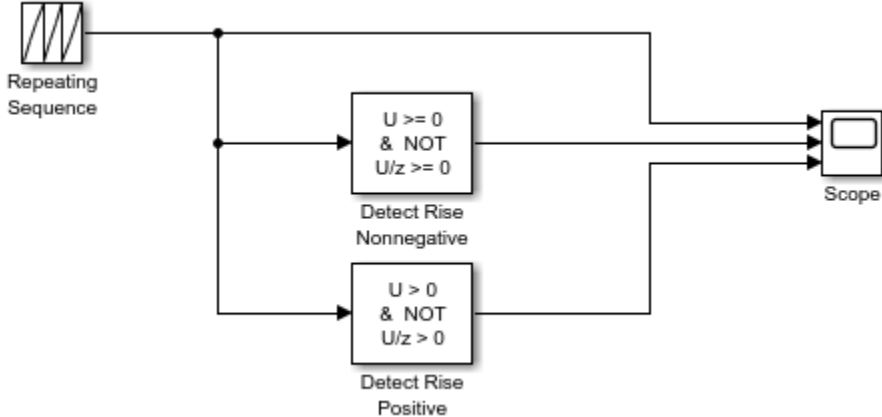 Repeating
Sequence
U >= 0
& NOT
U/z >= 0
Detect Rise
Nonnegative
Scope
U > 0
& NOT
U/z > 0
Detect Rise
Positive